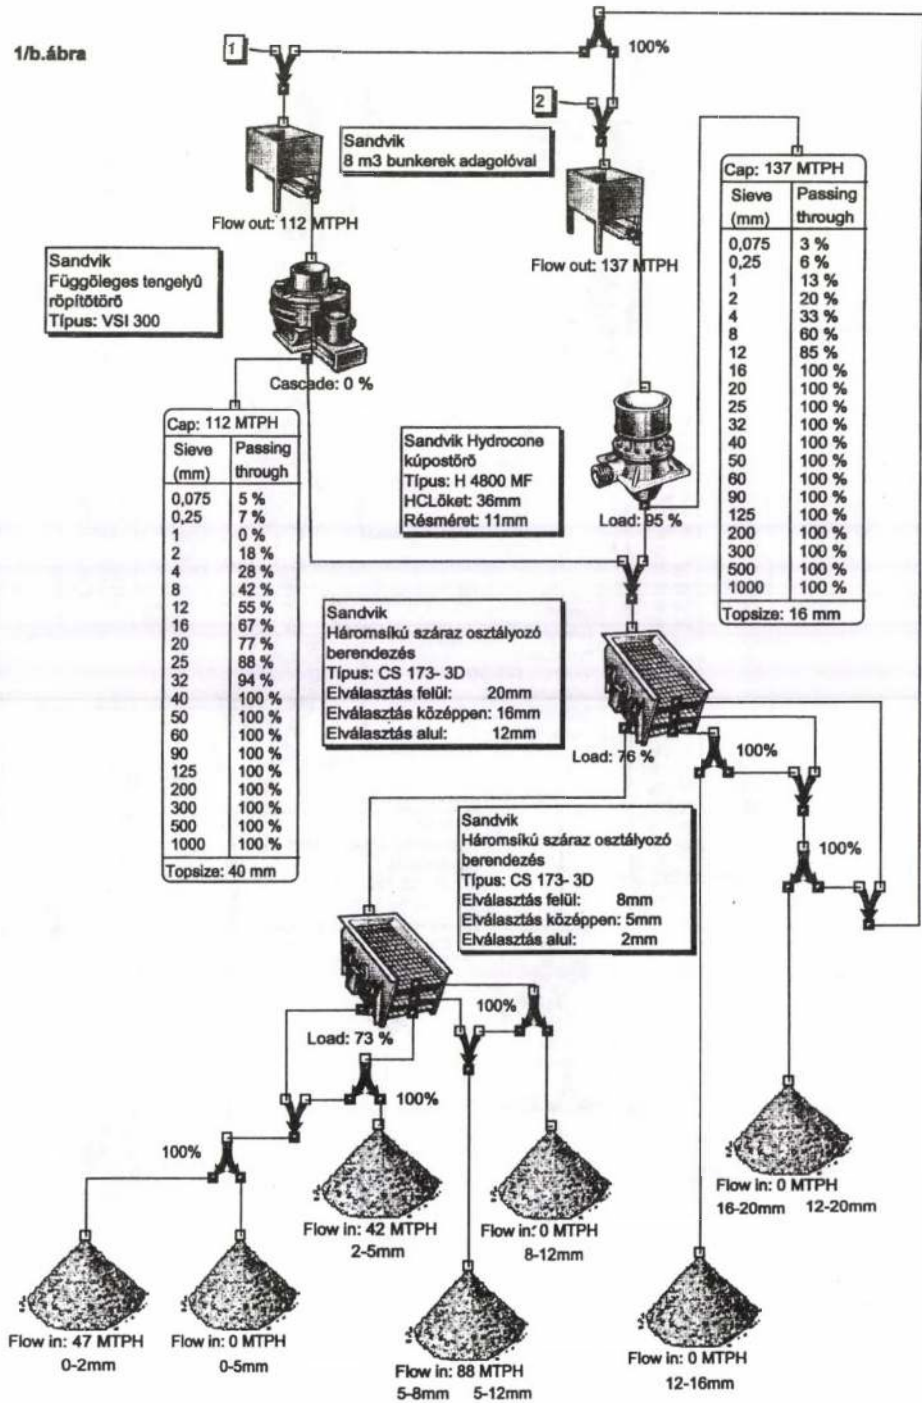 1/b.ábra
1
100%
2
Sandvik
8 m3 bunkerek adagolóval
Flow out: 112 MTPH
Flow out: 137 MTPH
Sandvik
Függőleges tengelyű
röpítőtörő
Típus: VSI 300
Cascade: 0 %
Cap: 137 MTPH
Sieve (mm) Passing through
0,075 3 %
0,25 6 %
1 13 %
2 20 %
4 33 %
8 60 %
12 85 %
16 100 %
20 100 %
25 100 %
32 100 %
40 100 %
50 100 %
60 100 %
90 100 %
125 100 %
200 100 %
300 100 %
500 100 %
1000 100 %
Topsize: 16 mm
Cap: 112 MTPH
Sieve (mm) Passing through
0,075 5 %
0,25 7 %
1 0 %
2 18 %
4 28 %
8 42 %
12 55 %
16 67 %
20 77 %
25 88 %
32 94 %
40 100 %
50 100 %
60 100 %
90 100 %
125 100 %
200 100 %
300 100 %
500 100 %
1000 100 %
Topsize: 40 mm
Sandvik Hydrocone
kúpostörő
Típus: H 4800 MF
HCLöket: 36mm
Résméret: 11mm
Load: 95 %
Sandvik
Háromsíkú száraz osztályozó
berendezés
Típus: CS 173- 3D
Elválasztás felül: 20mm
Elválasztás középpen: 16mm
Elválasztás alul: 12mm
Load: 76 %
100%
100%
Sandvik
Háromsíkú száraz osztályozó
berendezés
Típus: CS 173- 3D
Elválasztás felül: 8mm
Elválasztás középpen: 5mm
Elválasztás alul: 2mm
Load: 73 %
100%
100%
100%
Flow in: 0 MTPH
16-20mm 12-20mm
Flow in: 42 MTPH
2-5mm
Flow in: 0 MTPH
8-12mm
Flow in: 47 MTPH
0-2mm
Flow in: 0 MTPH
0-5mm
Flow in: 88 MTPH
5-8mm 5-12mm
Flow in: 0 MTPH
12-16mm